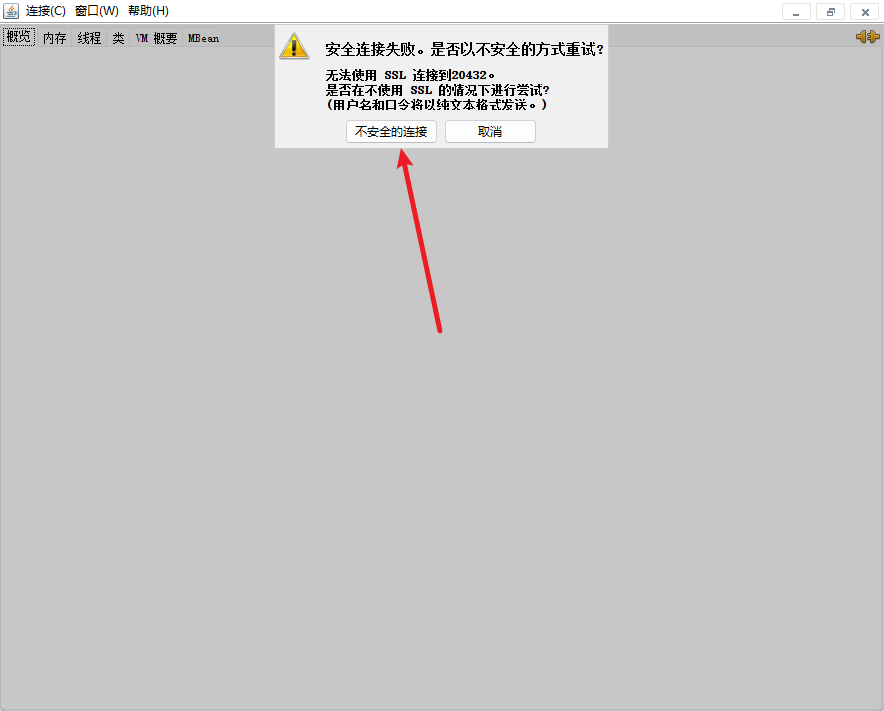 连接(C) 窗口(W) 帮助(H)
概览 内存 线程 类 VM 概要 MBean
安全连接失败。是否以不安全的方式重试?
无法使用 SSL 连接到20432。
是否在不使用 SSL 的情况下进行尝试?
(用户名和口令将以纯文本格式发送。)
不安全的连接 取消